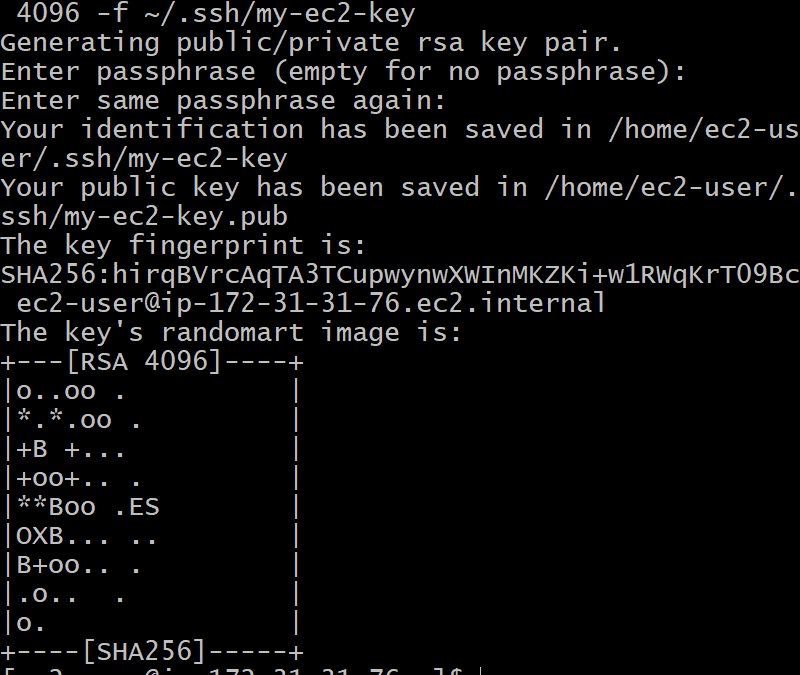 4096 -f ~/.ssh/my-ec2-key
Generating public/private rsa key pair.
Enter passphrase (empty for no passphrase):
Enter same passphrase again:
Your identification has been saved in /home/ec2-us
er/.ssh/my-ec2-key
Your public key has been saved in /home/ec2-user/.
ssh/my-ec2-key.pub
The key fingerprint is:
SHA256:hirqBVrcAqTA3TCupwynwXWInMKZKi+w1RWqKrTO9Bc
 ec2-user@ip-172-31-31-76.ec2.internal
The key's randomart image is:
+---[RSA 4096]----+
|o..oo .          |
|*.*.oo .         |
|+B +...          |
|+oo+.. .         |
|**Boo .ES        |
|OXB... ..        |
|B+oo.. .         |
|.o..  .          |
|o.               |
+----[SHA256]-----+